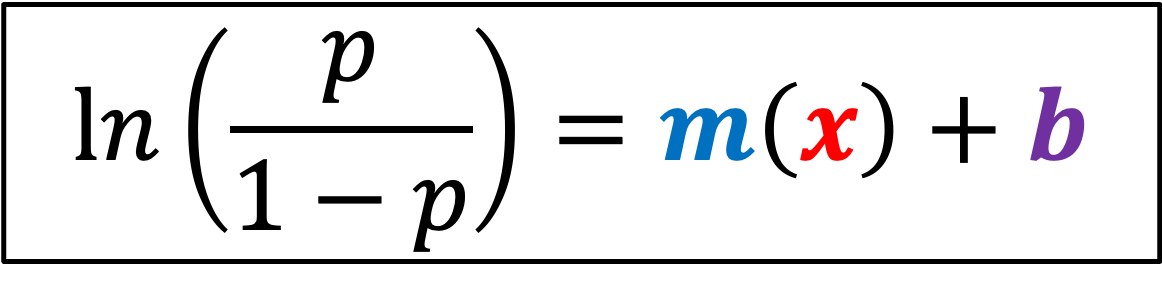 ln(p/(1 − p)) = m(x) + b